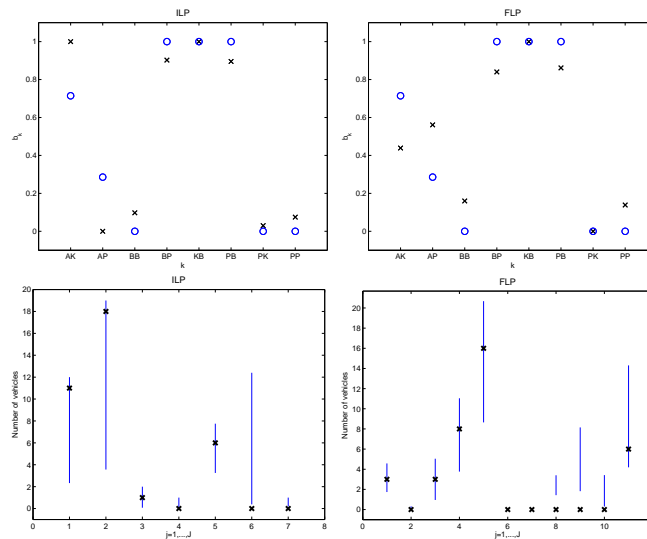 ILP
1
0.8
0.6
0.4
0.2
0
b_k
AK AP BB BP KB PB PK PP
k
FLP
1
0.8
0.6
0.4
0.2
0
b_k
AK AP BB BP KB PB PK PP
k
ILP
20
18
16
14
12
10
8
6
4
2
0
Number of vehicles
0 1 2 3 4 5 6 7 8
j=1,...,J
FLP
20
18
16
14
12
10
8
6
4
2
0
Number of vehicles
0 2 4 6 8 10
j=1,...,J